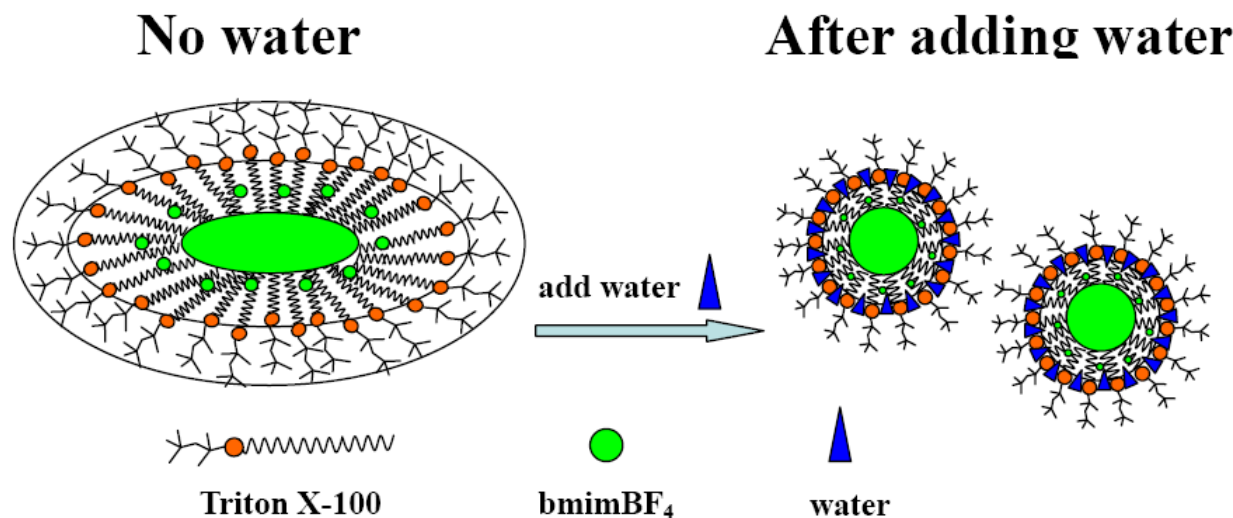 No water
After adding water
add water
Triton X-100
bmimBF₄
water